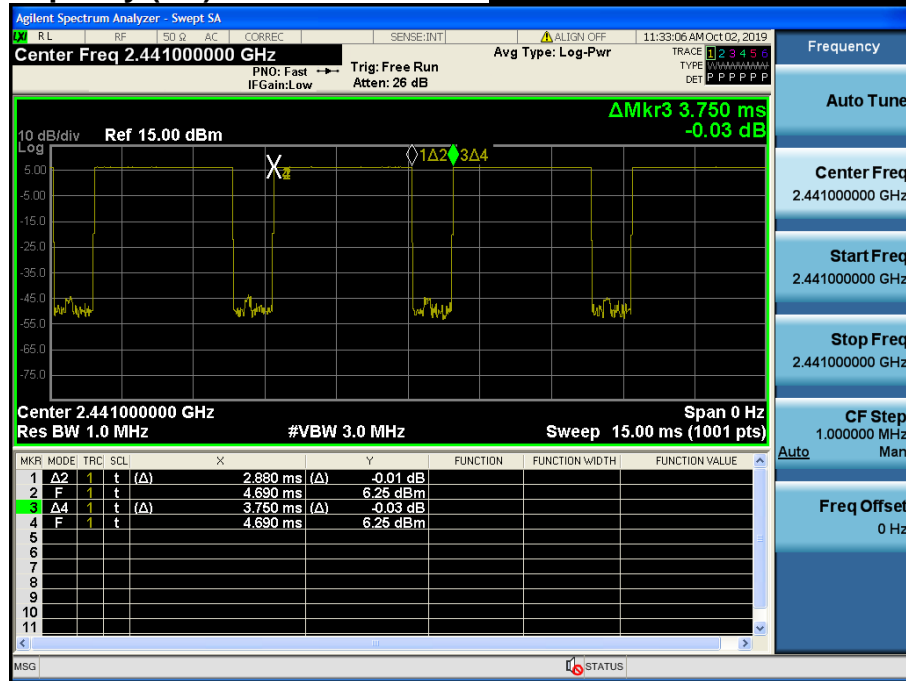 Agilent Spectrum Analyzer - Swept SA
LXI RL RF 50 Ω AC CORREC SENSE:INT ALIGN OFF 11:33:06 AM Oct 02, 2019
Center Freq 2.441000000 GHz
PNO: Fast
IFGain:Low
Trig: Free Run
Atten: 26 dB
Avg Type: Log-Pwr
TRACE 1 2 3 4 5 6
TYPE WWWWWW
DET P P P P P P
ΔMkr3 3.750 ms
-0.03 dB
10 dB/div Ref 15.00 dBm
Log
1Δ2 3Δ4
5.00
-5.00
-15.0
-25.0
-35.0
-45.0
-55.0
-65.0
-75.0
Center 2.441000000 GHz Span 0 Hz
Res BW 1.0 MHz #VBW 3.0 MHz Sweep 15.00 ms (1001 pts)
MKR MODE TRC SCL X Y FUNCTION FUNCTION WIDTH FUNCTION VALUE
1 Δ2 1 t (Δ) 2.880 ms (Δ) -0.01 dB
2 F 1 t 4.690 ms 6.25 dBm
3 Δ4 1 t (Δ) 3.750 ms (Δ) -0.03 dB
4 F 1 t 4.690 ms 6.25 dBm
5
6
7
8
9
10
11
MSG STATUS
Frequency
Auto Tune
Center Freq
2.441000000 GHz
Start Freq
2.441000000 GHz
Stop Freq
2.441000000 GHz
CF Step
1.000000 MHz
Auto Man
Freq Offset
0 Hz